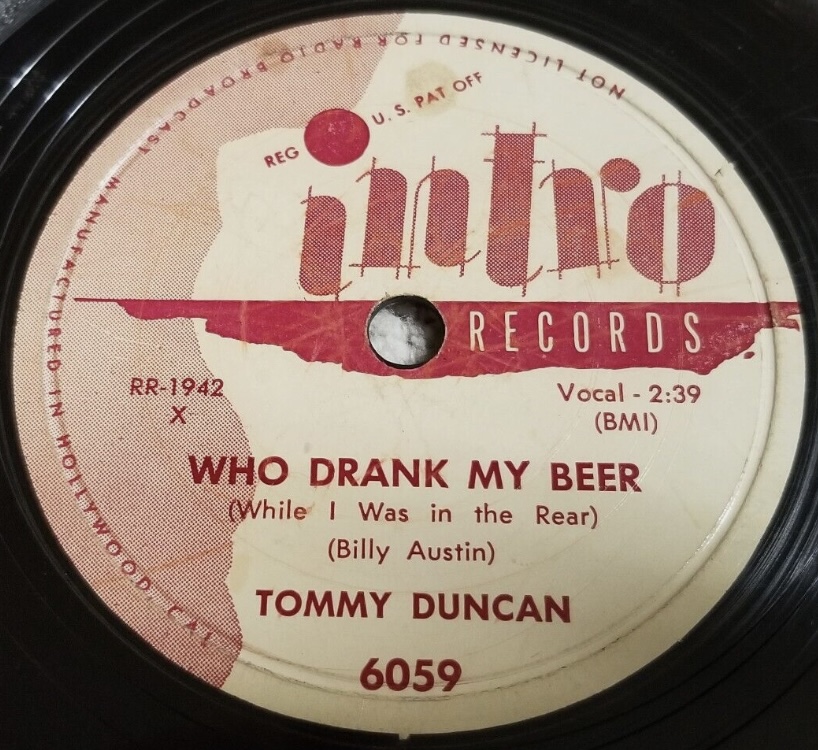 NOT LICENSED FOR RADIO BROADCAST MANUFACTURED IN HOLLYWOOD, CAL.
REG U. S. PAT OFF
intro
RECORDS
RR-1942
X
Vocal - 2:39
(BMI)
WHO DRANK MY BEER
(While I Was in the Rear)
(Billy Austin)
TOMMY DUNCAN
6059